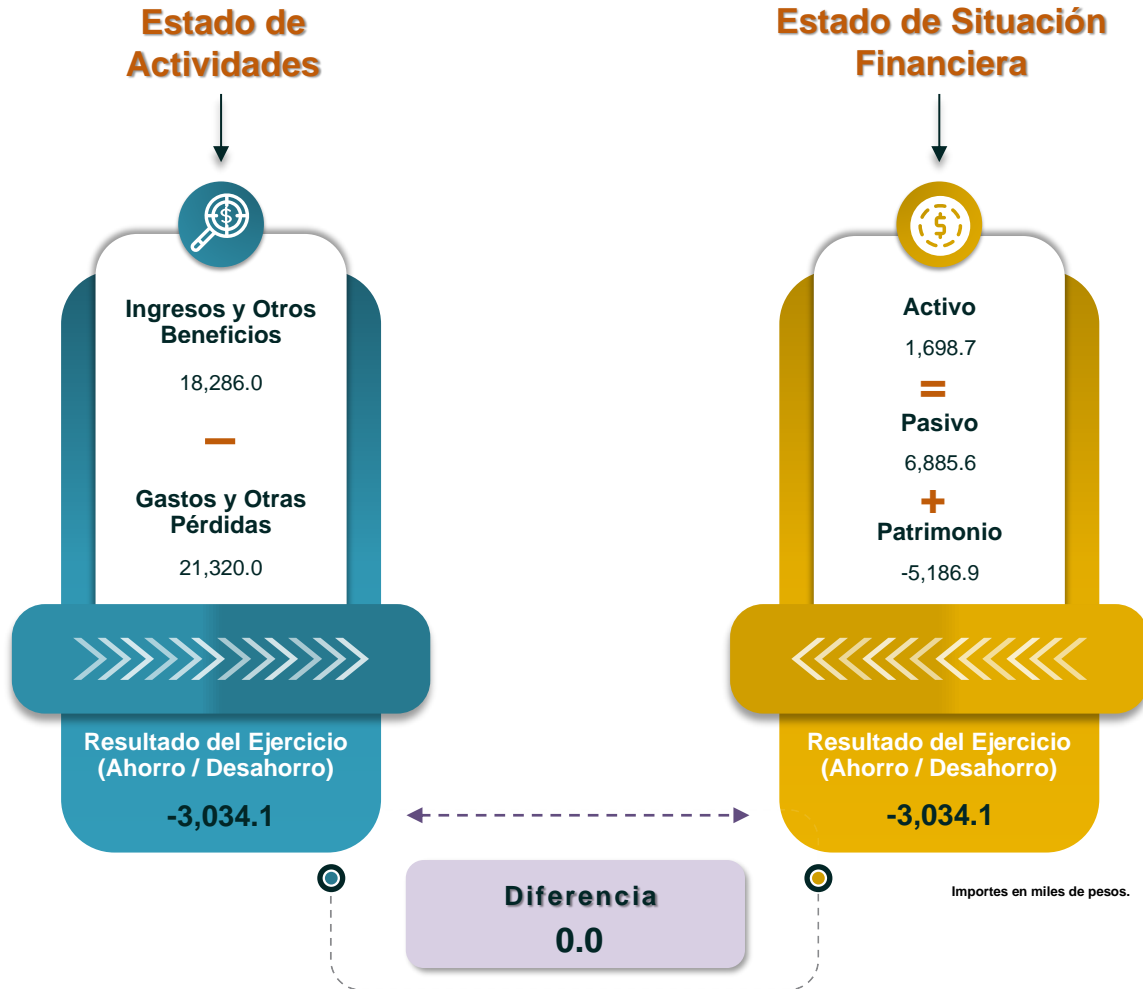 Estado de
Actividades
$
Ingresos y Otros
Beneficios
18,286.0
–
Gastos y Otras
Pérdidas
21,320.0
Resultado del Ejercicio
(Ahorro / Desahorro)
-3,034.1
Estado de Situación
Financiera
$
Activo
1,698.7
=
Pasivo
6,885.6
+
Patrimonio
-5,186.9
Resultado del Ejercicio
(Ahorro / Desahorro)
-3,034.1
Diferencia
0.0
Importes en miles de pesos.